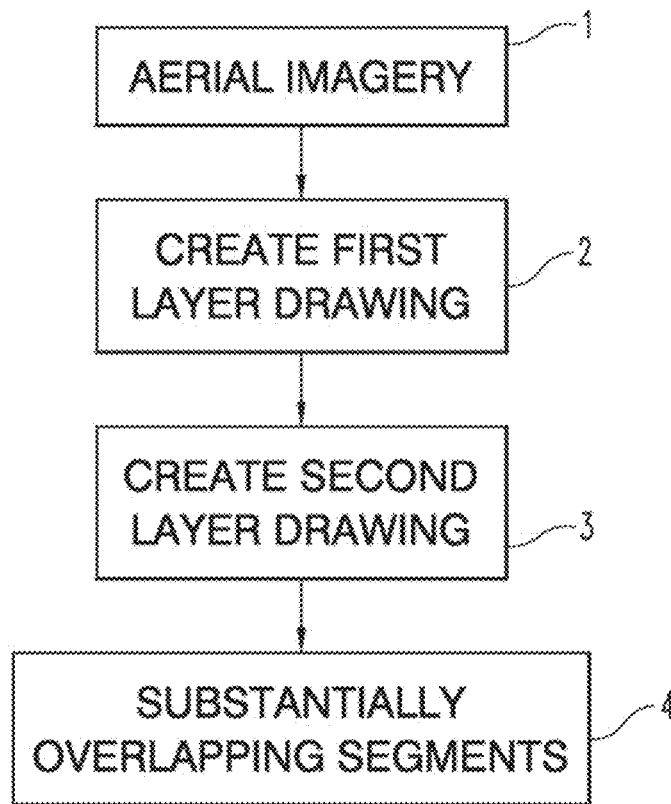 1
AERIAL IMAGERY
CREATE FIRST
LAYER DRAWING
2
CREATE SECOND
LAYER DRAWING
3
SUBSTANTIALLY
OVERLAPPING SEGMENTS
4